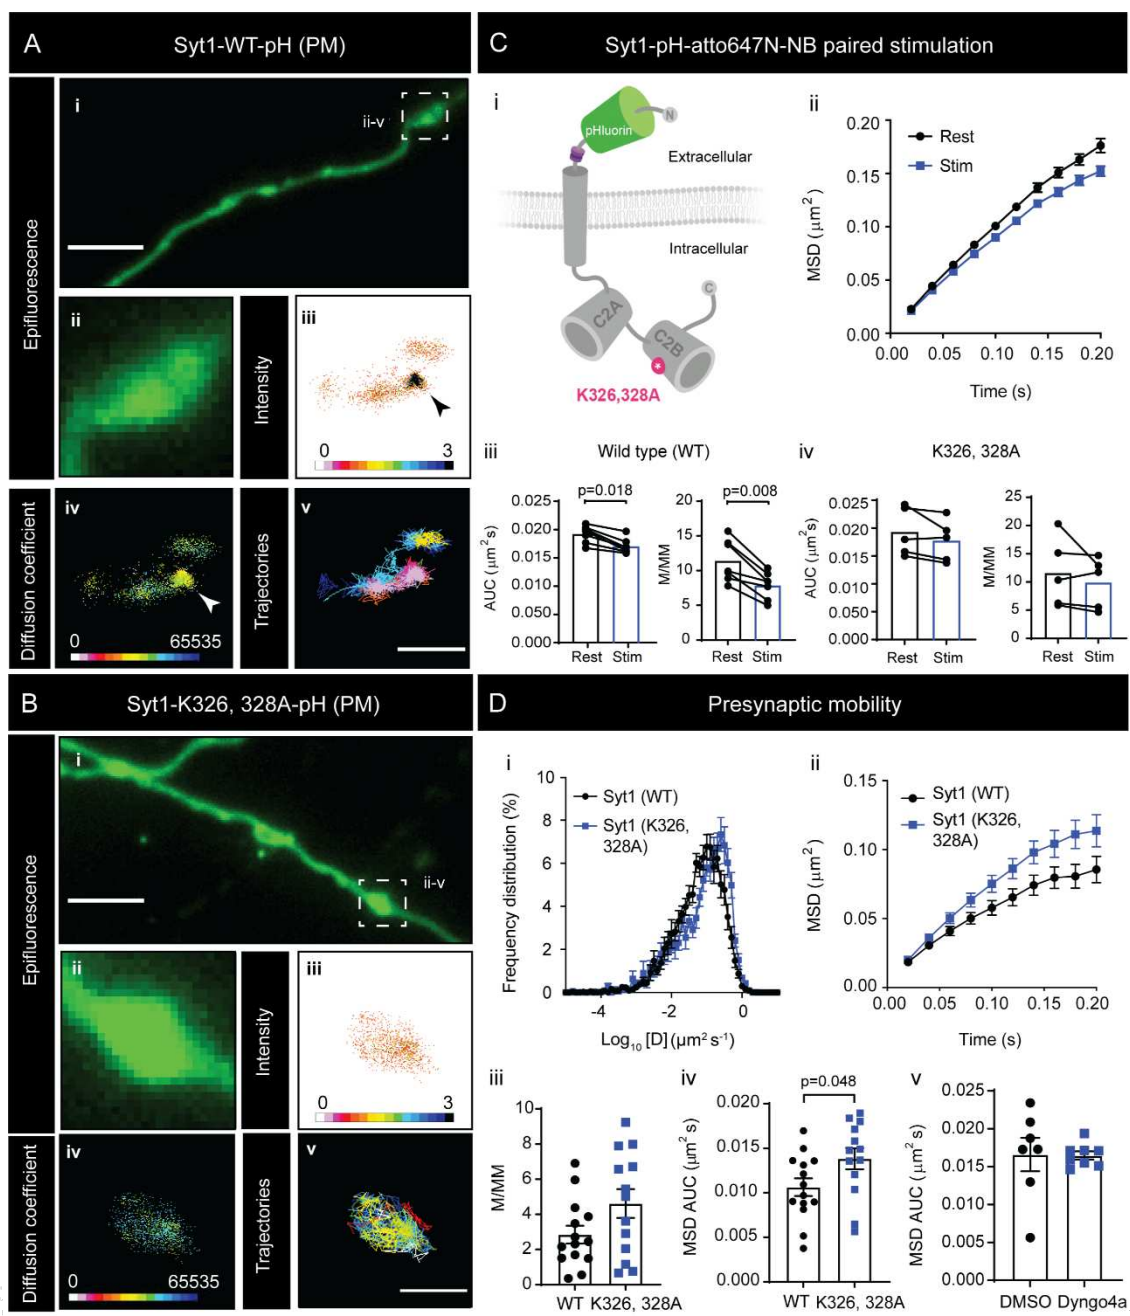 A Syt1-WT-pH (PM)
Epifluorescence
i
ii-v
ii
Intensity
iii
0 3
Diffusion coefficient
iv
0 65535
Trajectories
v
B Syt1-K326, 328A-pH (PM)
Epifluorescence
i
ii-v
ii
Intensity
iii
0 3
Diffusion coefficient
iv
0 65535
Trajectories
v
C Syt1-pH-atto647N-NB paired stimulation
i
pHluorin
N
Extracellular
Intracellular
C2A
C2B
C
*
K326,328A
ii
Rest
Stim
MSD (μm²)
0.20
0.15
0.10
0.05
0.00
0.00 0.05 0.10 0.15 0.20
Time (s)
iii Wild type (WT)
p=0.018
AUC (μm² s)
0.025
0.020
0.015
0.010
0.005
0.000
Rest Stim
p=0.008
M/MM
20
15
10
5
0
Rest Stim
iv K326, 328A
AUC (μm² s)
0.025
0.020
0.015
0.010
0.005
0.000
Rest Stim
M/MM
25
20
15
10
5
0
Rest Stim
D Presynaptic mobility
i
Syt1 (WT)
Syt1 (K326,
328A)
Frequency distribution (%)
10
8
6
4
2
0
-4 -2 0
Log₁₀ [D] (μm² s⁻¹)
ii
Syt1 (WT)
Syt1 (K326,
328A)
MSD (μm²)
0.15
0.10
0.05
0.00
0.00 0.05 0.10 0.15 0.20
Time (s)
iii
M/MM
10
8
6
4
2
0
WT K326, 328A
iv
p=0.048
MSD AUC (μm² s)
0.020
0.015
0.010
0.005
0.000
WT K326, 328A
v
MSD AUC (μm² s)
0.025
0.020
0.015
0.010
0.005
0.000
DMSO Dyngo4a